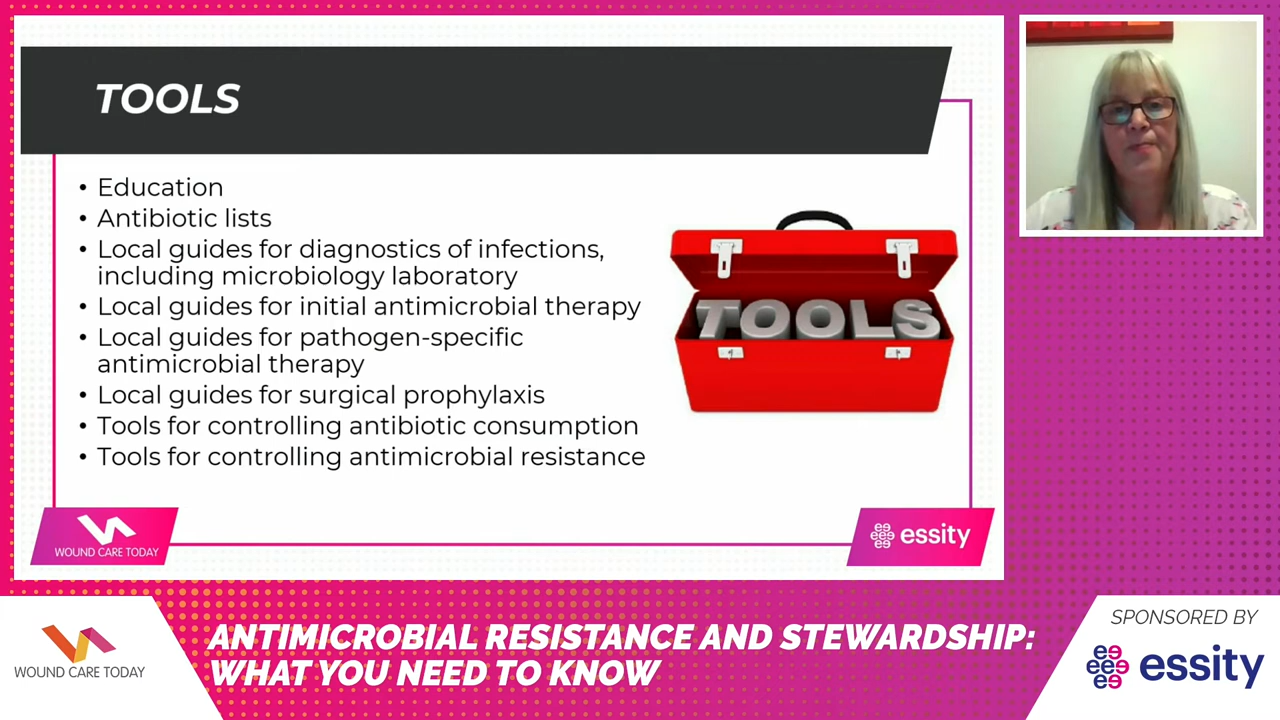 TOOLS
• Education
• Antibiotic lists
• Local guides for diagnostics of infections,
including microbiology laboratory
• Local guides for initial antimicrobial therapy
• Local guides for pathogen-specific
antimicrobial therapy
• Local guides for surgical prophylaxis
• Tools for controlling antibiotic consumption
• Tools for controlling antimicrobial resistance
TOOLS
WOUND CARE TODAY
essity
WOUND CARE TODAY
ANTIMICROBIAL RESISTANCE AND STEWARDSHIP:
WHAT YOU NEED TO KNOW
SPONSORED BY
essity